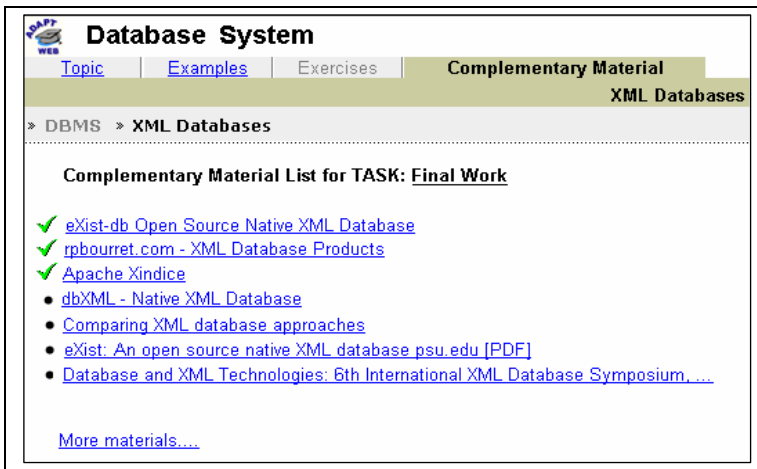 ADAPT
WEB
Database System
Topic Examples Exercises Complementary Material
XML Databases
» DBMS » XML Databases
Complementary Material List for TASK: Final Work
eXist-db Open Source Native XML Database
rpbourret.com - XML Database Products
Apache Xindice
• dbXML - Native XML Database
• Comparing XML database approaches
• eXist: An open source native XML database psu.edu [PDF]
• Database and XML Technologies: 6th International XML Database Symposium, ...
More materials....